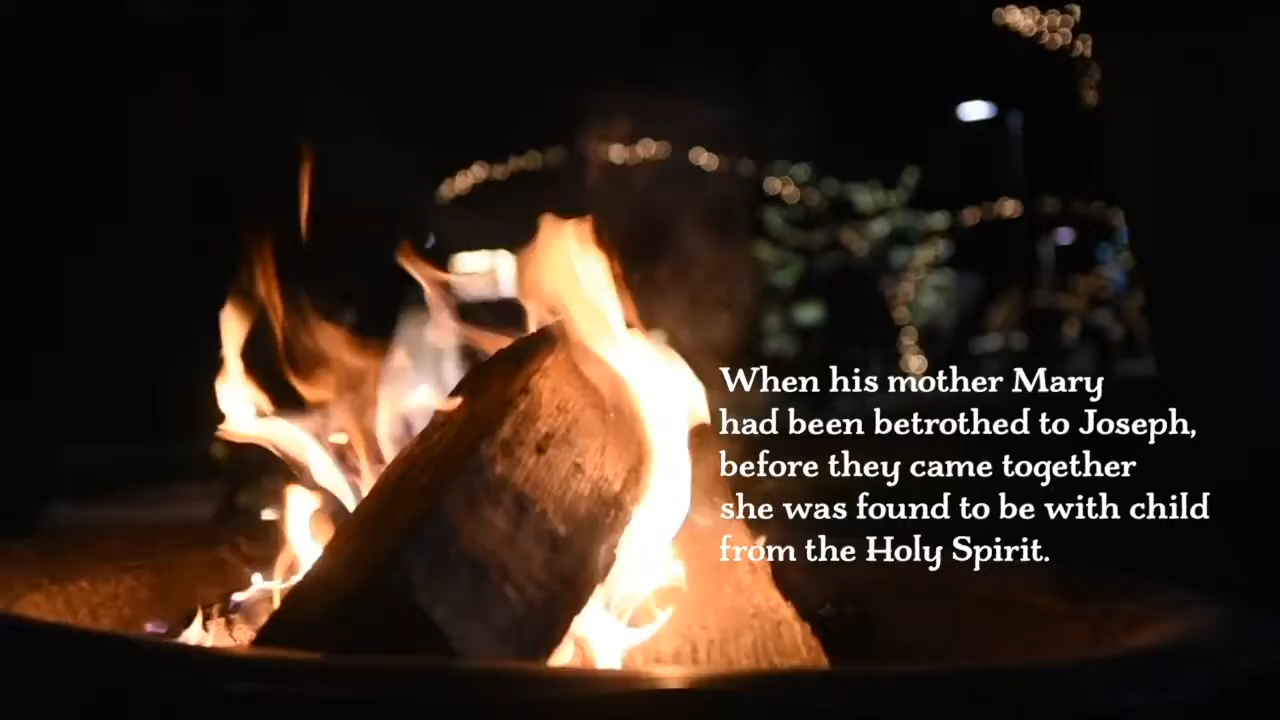 When his mother Mary
had been betrothed to Joseph,
before they came together
she was found to be with child
from the Holy Spirit.